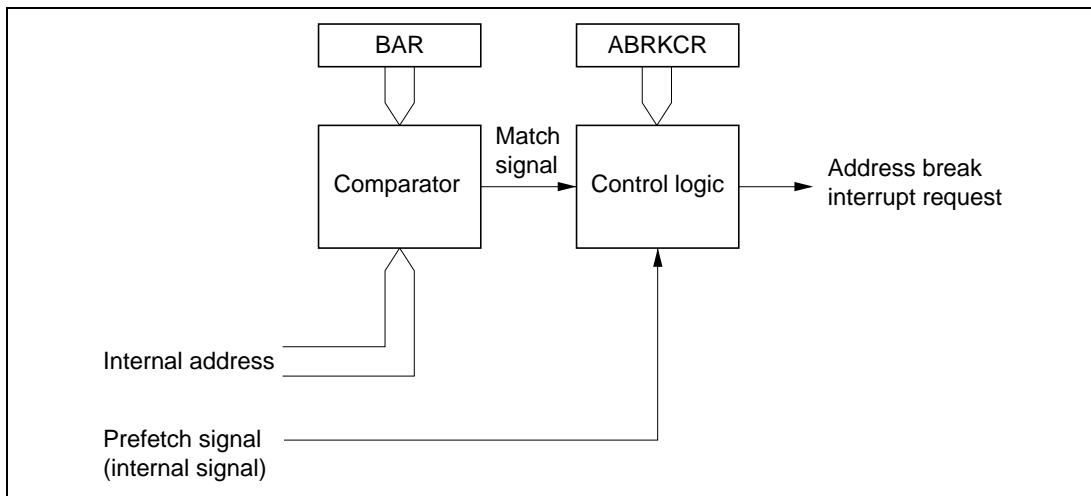 BAR
ABRKCR
Comparator
Match
signal
Control logic
Address break
interrupt request
Internal address
Prefetch signal
(internal signal)